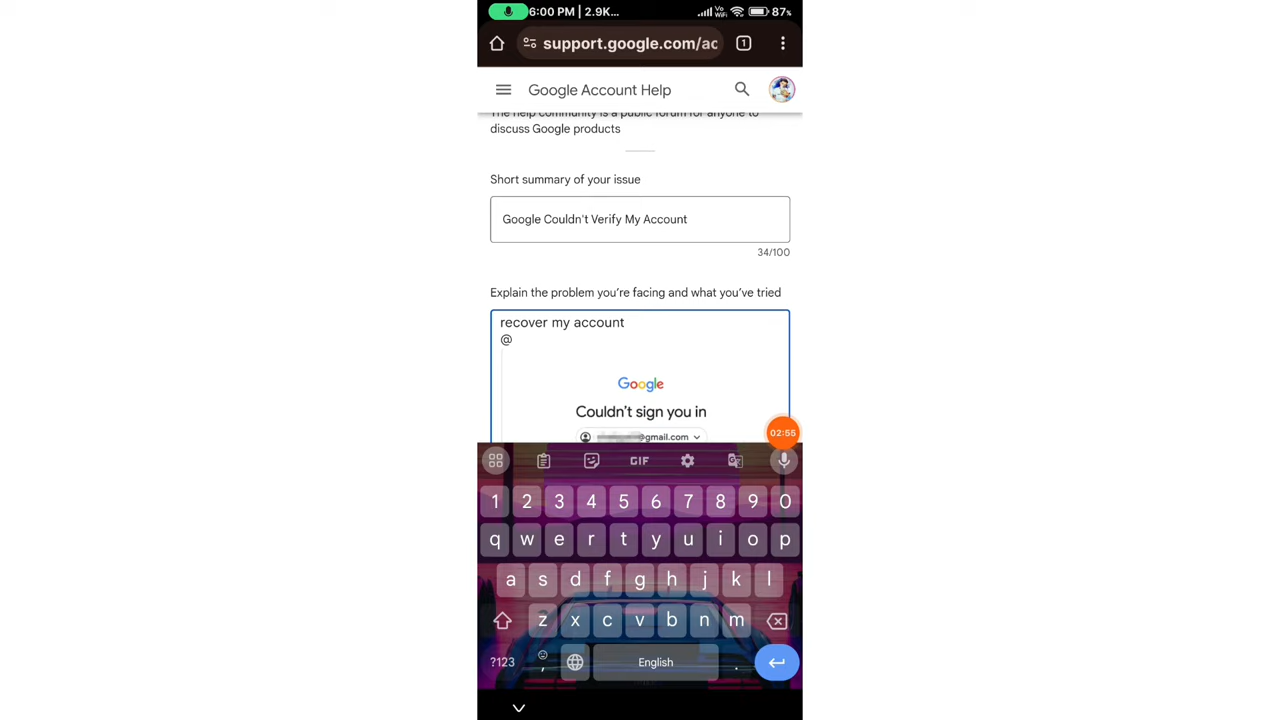 6:00 PM | 2.9K... Vo WiFi 87%
support.google.com/ac 1
Google Account Help
The help community is a public forum for anyone to
discuss Google products
Short summary of your issue
Google Couldn't Verify My Account
34/100
Explain the problem you're facing and what you've tried
recover my account
@
Google
Couldn't sign you in
@gmail.com
02:55
GIF
1 2 3 4 5 6 7 8 9 0
q w e r t y u i o p
a s d f g h j k l
z x c v b n m
?123 , English .